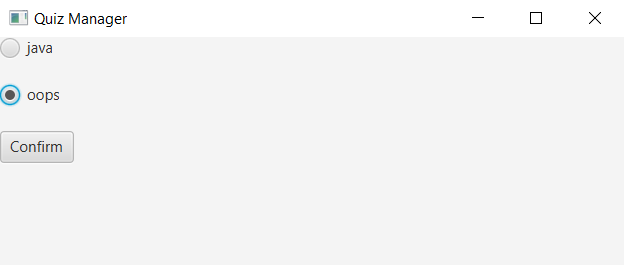 Quiz Manager
java
oops
Confirm